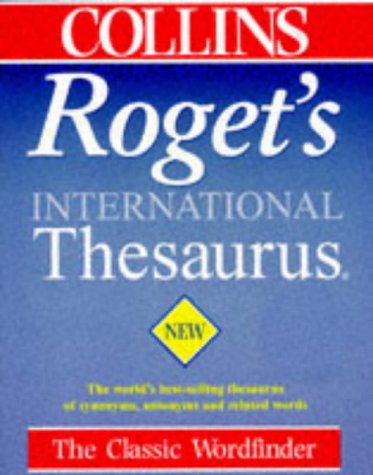 COLLINS
Roget's
INTERNATIONAL
Thesaurus®
NEW
The world's best-selling thesaurus
of synonyms, antonyms and related words
The Classic Wordfinder